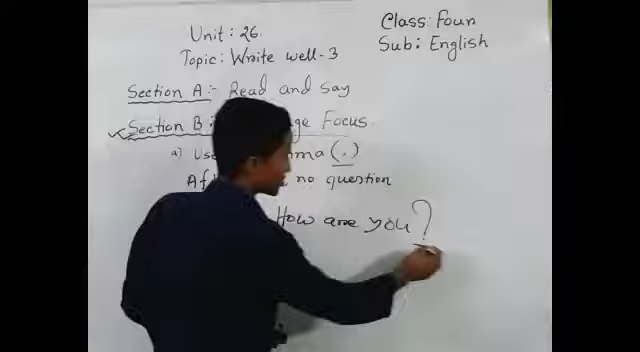 Unit: 26.
Class: Four
Topic: Write well-3
Sub: English
Section A:- Read and say
Section B: Focus.
a) Use (,)
no question
How are you?